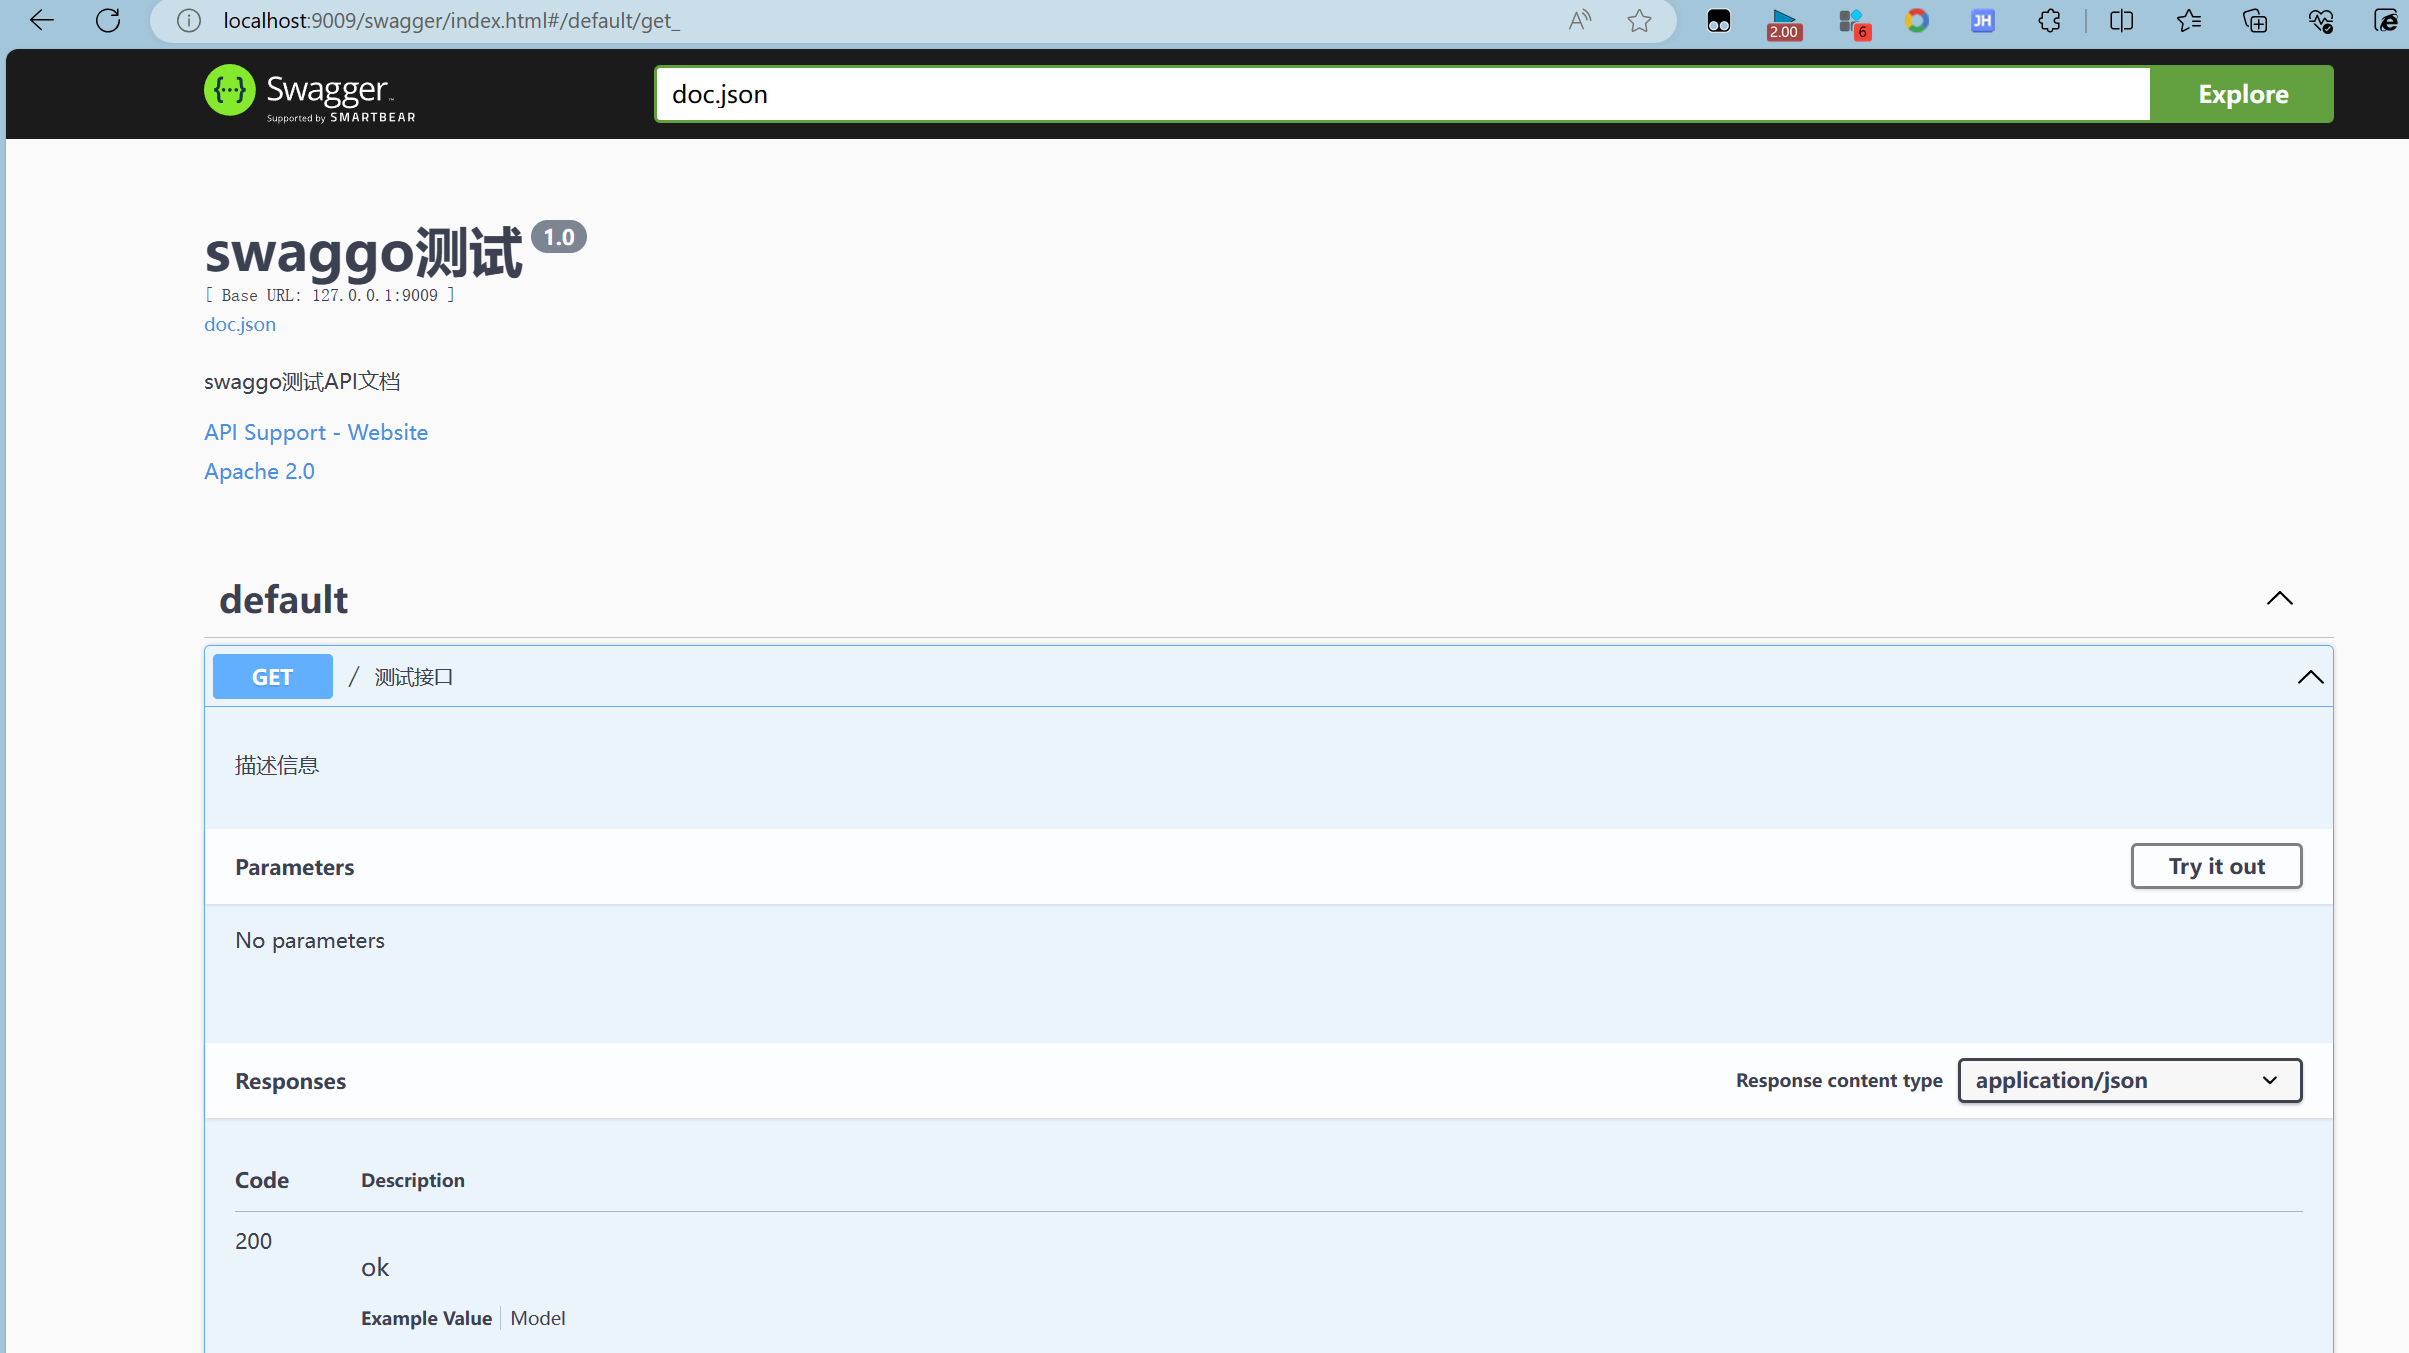 localhost:9009/swagger/index.html#/default/get_
2.00
6
JH
Swagger
Supported by SMARTBEAR
doc.json
Explore
swaggo测试 1.0
[ Base URL: 127.0.0.1:9009 ]
doc.json
swaggo测试API文档
API Support - Website
Apache 2.0
default
GET / 测试接口
描述信息
Parameters
Try it out
No parameters
Responses
Response content type
application/json
Code Description
200
ok
Example Value Model